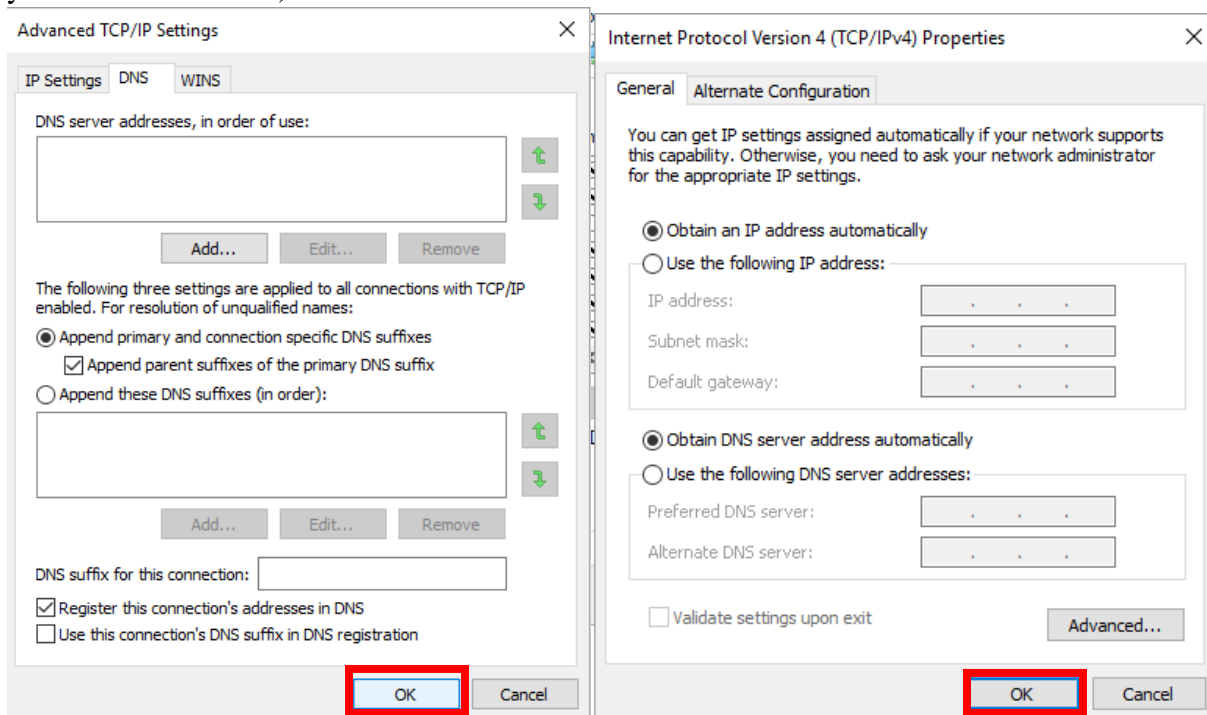 Advanced TCP/IP Settings
IP Settings DNS WINS
DNS server addresses, in order of use:
Add... Edit... Remove
The following three settings are applied to all connections with TCP/IP
enabled. For resolution of unqualified names:
Append primary and connection specific DNS suffixes
Append parent suffixes of the primary DNS suffix
Append these DNS suffixes (in order):
Add... Edit... Remove
DNS suffix for this connection:
Register this connection's addresses in DNS
Use this connection's DNS suffix in DNS registration
OK Cancel
Internet Protocol Version 4 (TCP/IPv4) Properties
General Alternate Configuration
You can get IP settings assigned automatically if your network supports
this capability. Otherwise, you need to ask your network administrator
for the appropriate IP settings.
Obtain an IP address automatically
Use the following IP address:
IP address:
Subnet mask:
Default gateway:
Obtain DNS server address automatically
Use the following DNS server addresses:
Preferred DNS server:
Alternate DNS server:
Validate settings upon exit
Advanced...
OK Cancel